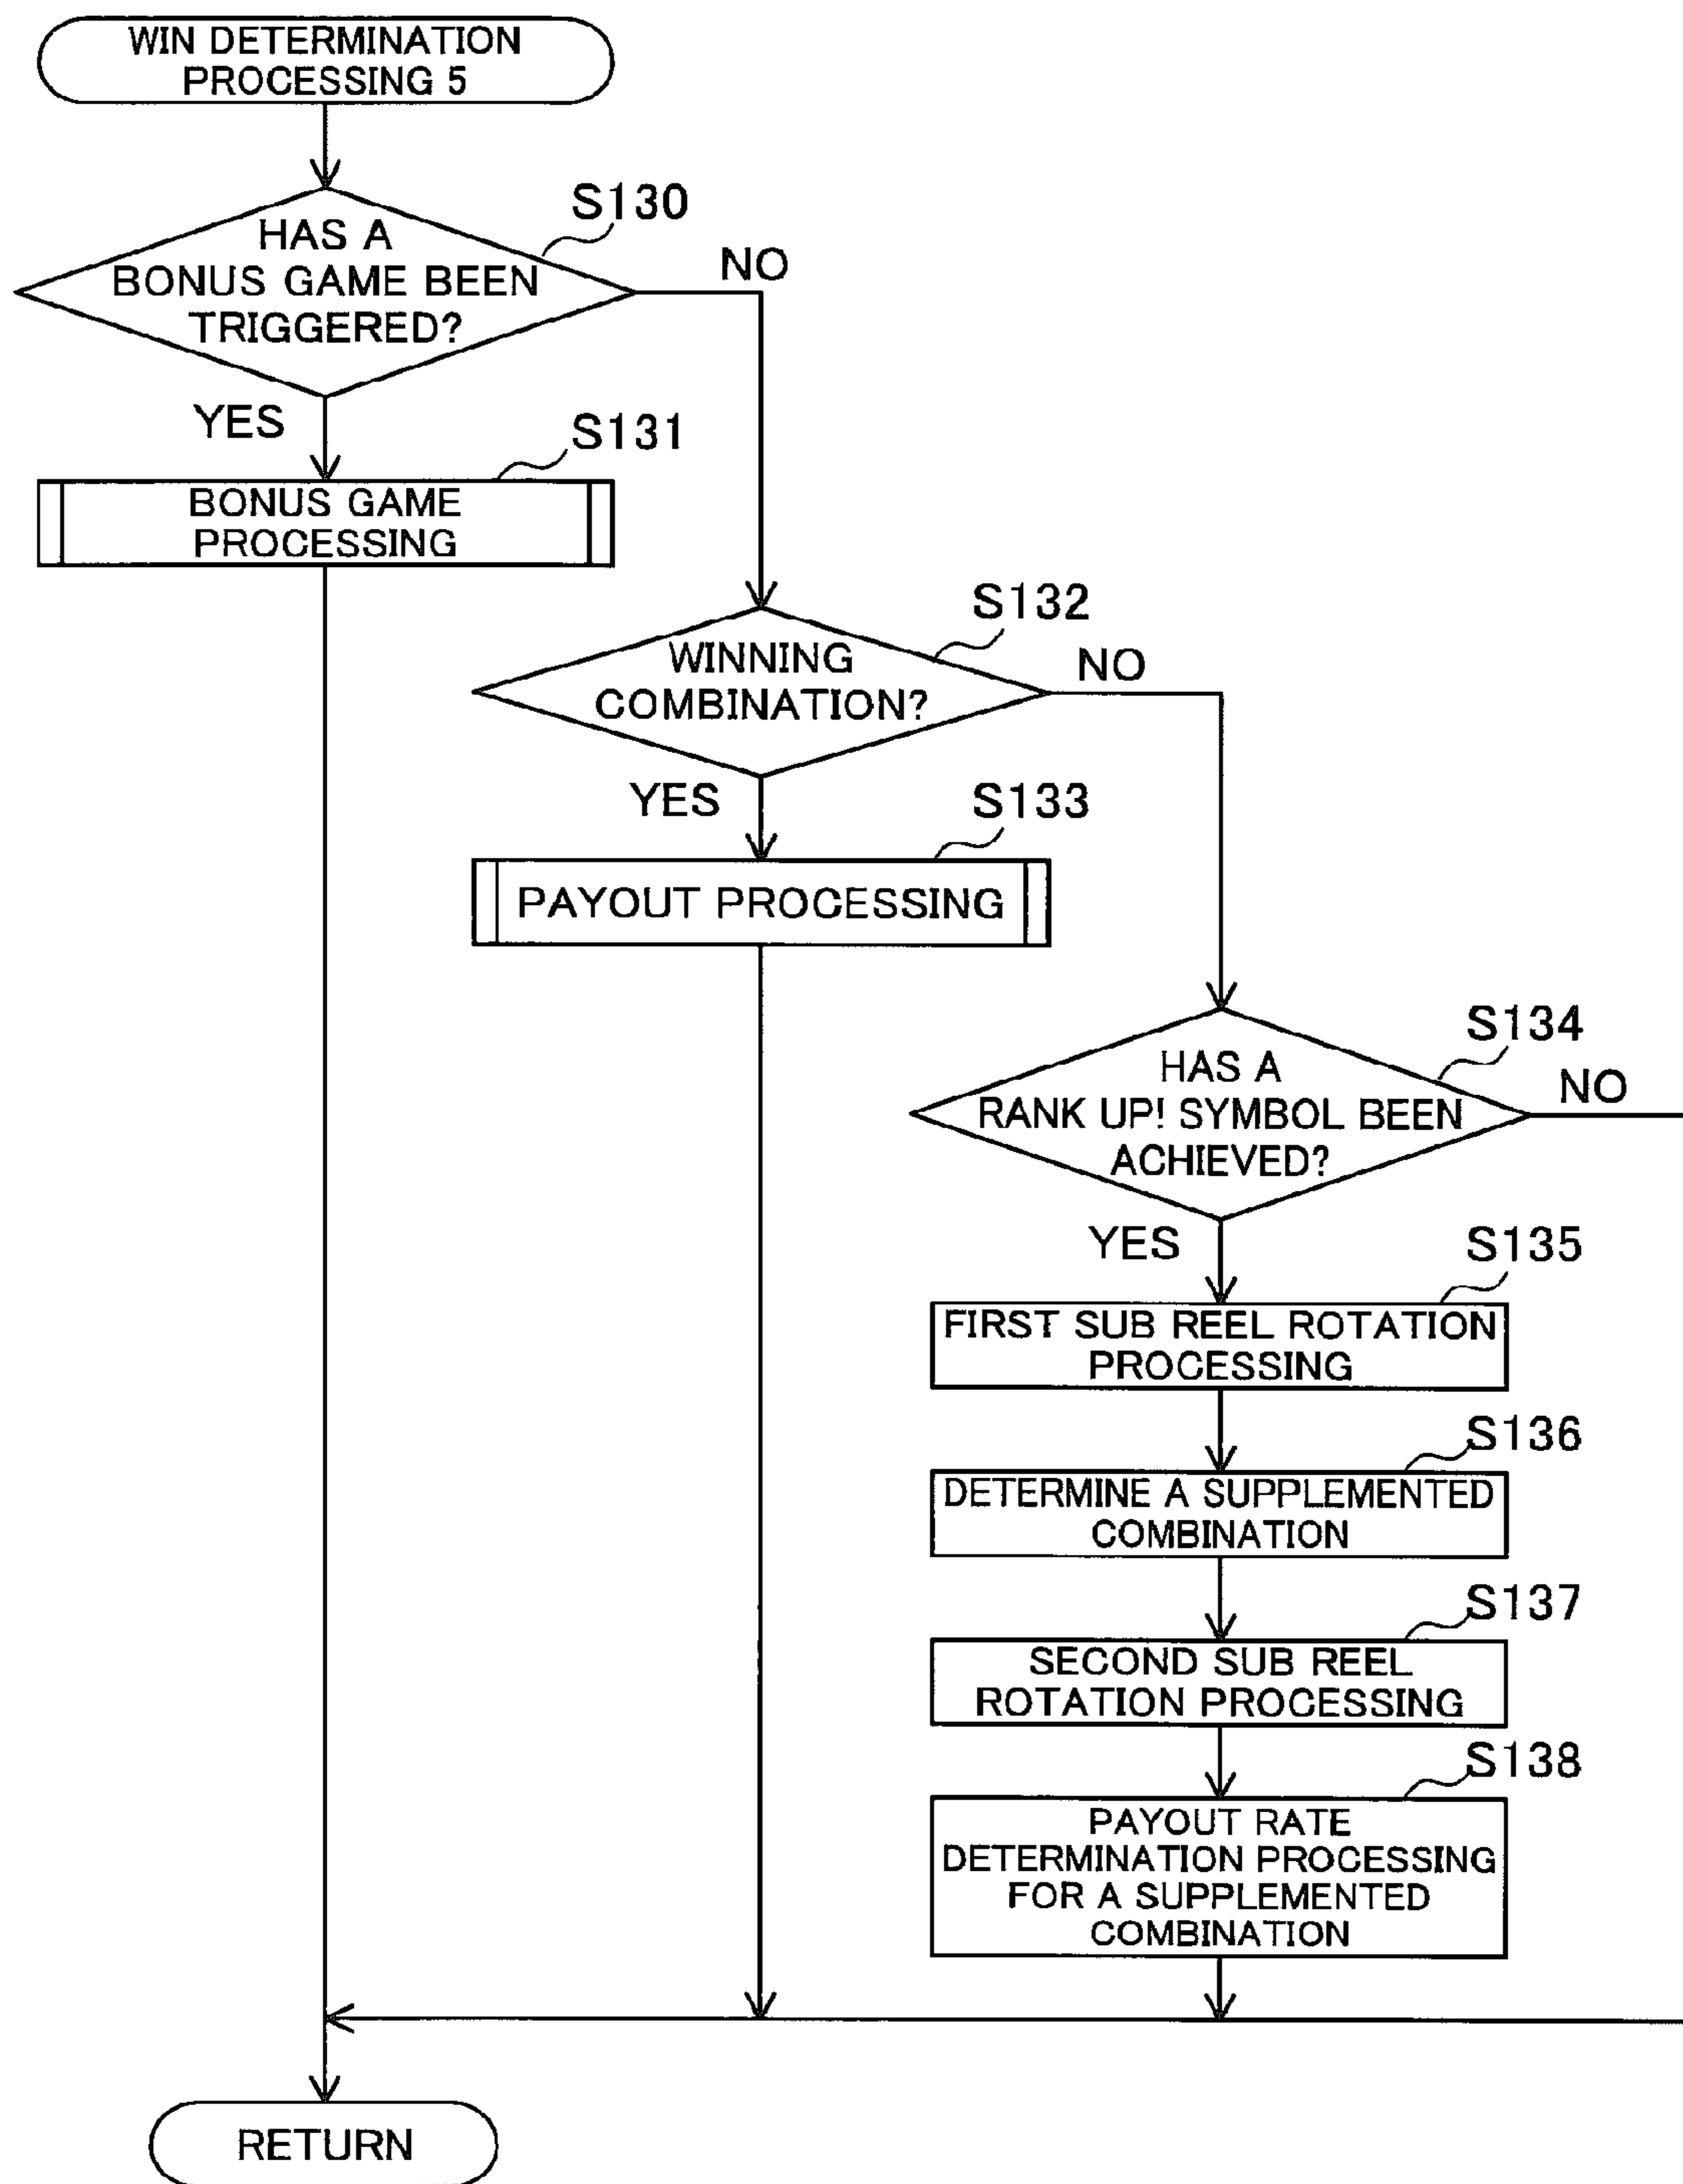 WIN DETERMINATION
PROCESSING 5
S130
HAS A
BONUS GAME BEEN
TRIGGERED?
NO
YES
S131
BONUS GAME
PROCESSING
S132
WINNING
COMBINATION?
NO
YES
S133
PAYOUT PROCESSING
S134
HAS A
RANK UP! SYMBOL BEEN
ACHIEVED?
NO
YES
S135
FIRST SUB REEL ROTATION
PROCESSING
S136
DETERMINE A SUPPLEMENTED
COMBINATION
S137
SECOND SUB REEL
ROTATION PROCESSING
S138
PAYOUT RATE
DETERMINATION PROCESSING
FOR A SUPPLEMENTED
COMBINATION
RETURN